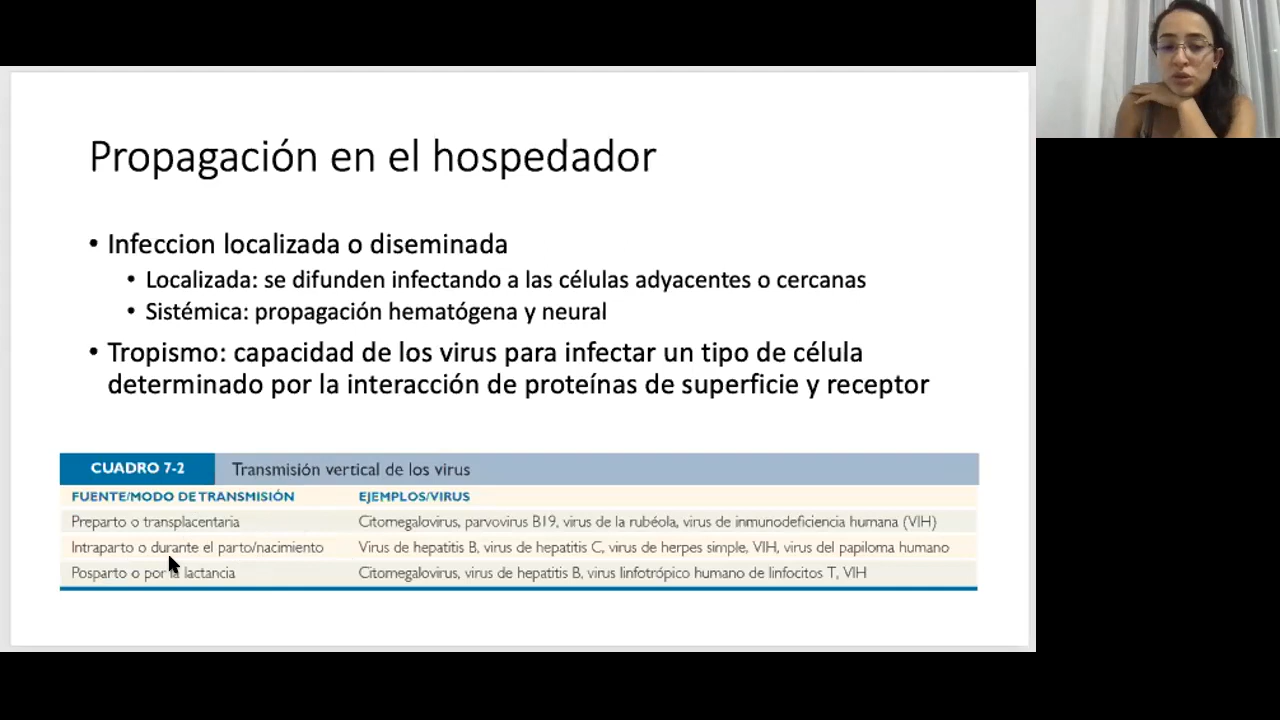 Propagación en el hospedador
• Infeccion localizada o diseminada
• Localizada: se difunden infectando a las células adyacentes o cercanas
• Sistémica: propagación hematógena y neural
• Tropismo: capacidad de los virus para infectar un tipo de célula
determinado por la interacción de proteínas de superficie y receptor
CUADRO 7-2 Transmisión vertical de los virus
FUENTE/MODO DE TRANSMISIÓN EJEMPLOS/VIRUS
Preparto o transplacentaria Citomegalovirus, parvovirus B19, virus de la rubéola, virus de inmunodeficiencia humana (VIH)
Intraparto o durante el parto/nacimiento Virus de hepatitis B, virus de hepatitis C, virus de herpes simple, VIH, virus del papiloma humano
Posparto o por la lactancia Citomegalovirus, virus de hepatitis B, virus linfotrópico humano de linfocitos T, VIH